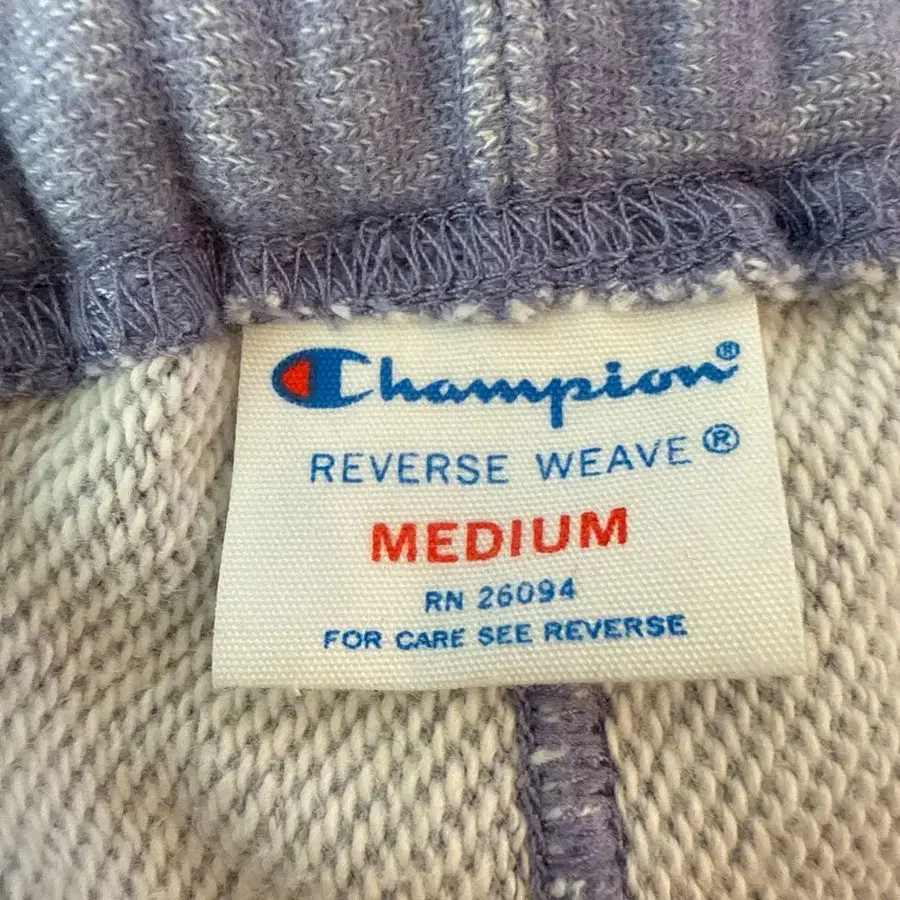 Champion®
REVERSE WEAVE®
MEDIUM
RN 26094
FOR CARE SEE REVERSE